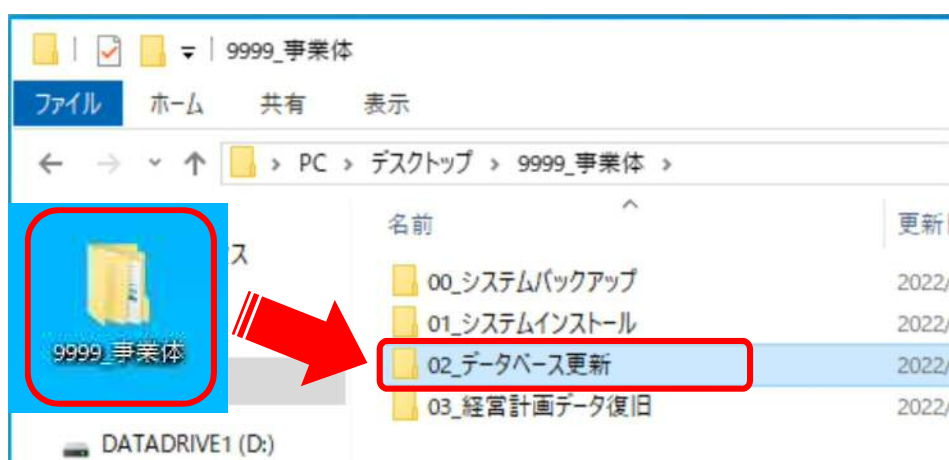 9999_事業体
ファイル ホーム 共有 表示
PC › デスクトップ › 9999_事業体 ›
名前 更新
ス
00_システムバックアップ 2022/
01_システムインストール 2022/
9999_事業体
02_データベース更新 2022/
03_経営計画データ復旧 2022/
DATADRIVE1 (D:)